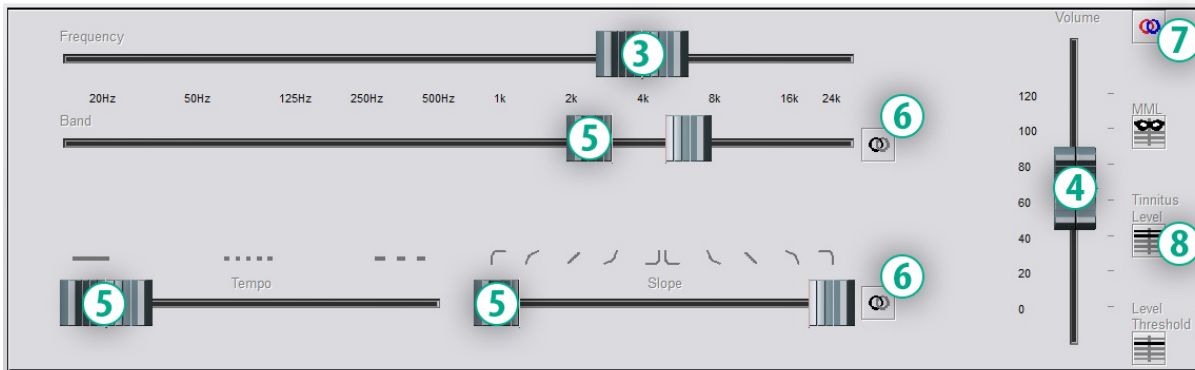 Volume
7
Frequency
3
20Hz 50Hz 125Hz 250Hz 500Hz 1k 2k 4k 8k 16k 24k
Band
5
6
120
100
80
60
40
20
0
4
MML
Tinnitus
Level
8
Tempo
Slope
5
5
6
Level
Threshold